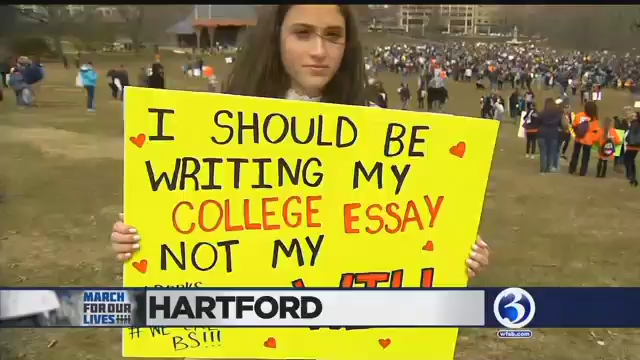 I SHOULD BE
WRITING MY
COLLEGE ESSAY
NOT MY
BS!!!
MARCH
FOR OUR
LIVES
HARTFORD
3
wfsb.com